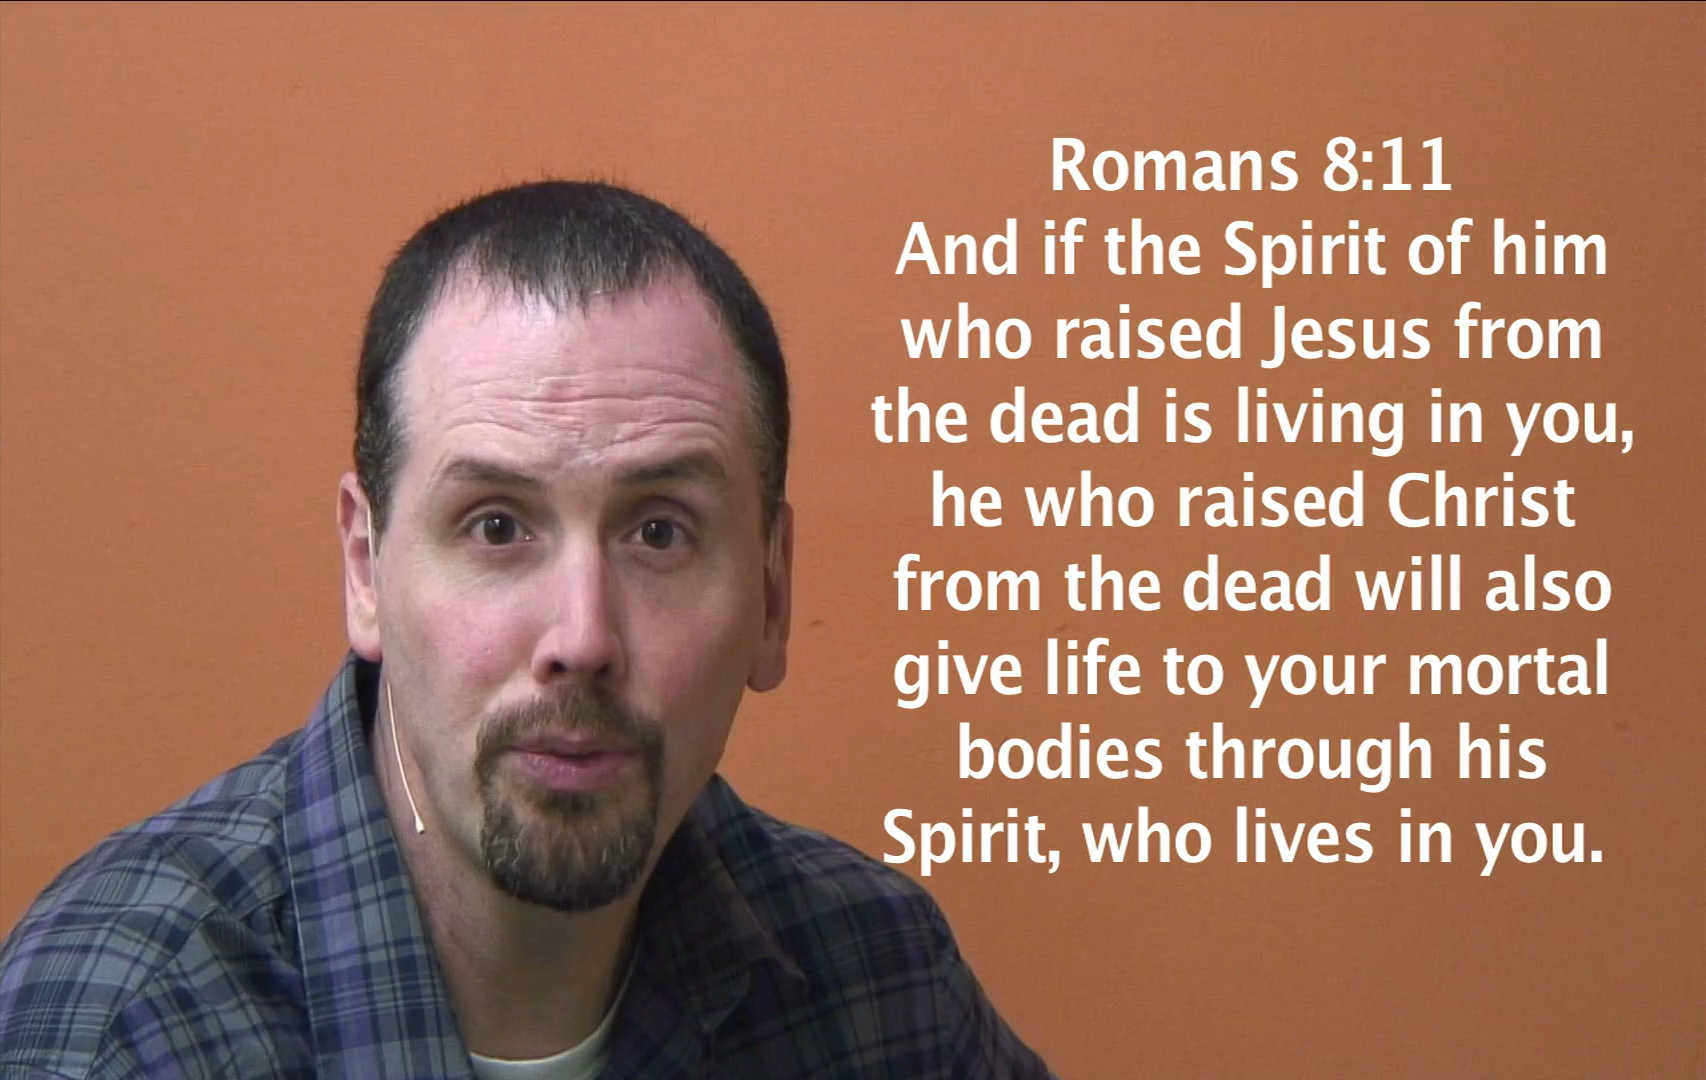 Romans 8:11
And if the Spirit of him
who raised Jesus from
the dead is living in you,
he who raised Christ
from the dead will also
give life to your mortal
bodies through his
Spirit, who lives in you.